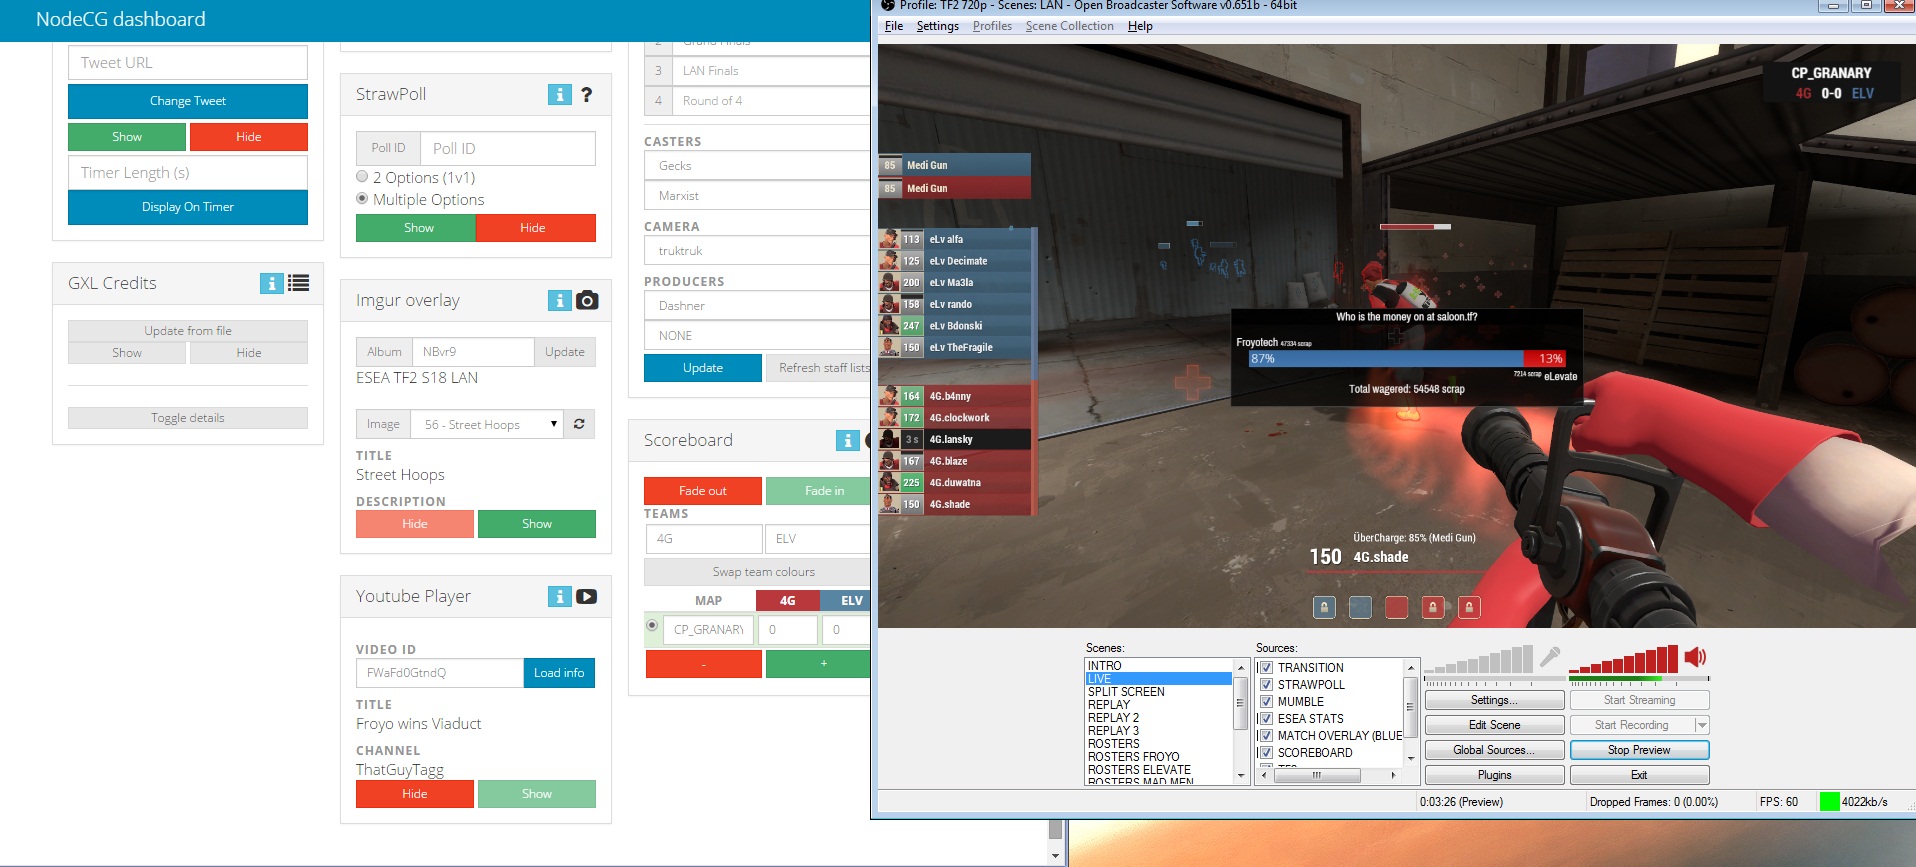 NodeCG dashboard
Tweet URL
Change Tweet
Show
Hide
Timer Length (s)
Display On Timer
GXL Credits
Update from file
Show
Hide
Toggle details
StrawPoll
Poll ID
Poll ID
2 Options (1v1)
Multiple Options
Show
Hide
Imgur overlay
Album
NBvr9
Update
ESEA TF2 S18 LAN
Image
56 - Street Hoops
TITLE
Street Hoops
DESCRIPTION
Hide
Show
Youtube Player
VIDEO ID
FWaFd0GtndQ
Load info
TITLE
Froyo wins Viaduct
CHANNEL
ThatGuyTagg
Hide
Show
2
Grand Finals
3
LAN Finals
4
Round of 4
CASTERS
Gecks
Marxist
CAMERA
truktruk
PRODUCERS
Dashner
NONE
Update
Refresh staff lists
Scoreboard
Fade out
Fade in
TEAMS
4G
ELV
Swap team colours
MAP
4G
ELV
CP_GRANARY
0
0
-
+
Profile: TF2 720p - Scenes: LAN - Open Broadcaster Software v0.651b - 64bit
File
Settings
Profiles
Scene Collection
Help
CP_GRANARY
4G 0-0 ELV
85 Medi Gun
85 Medi Gun
113 eLv alfa
125 eLv Decimate
200 eLv Ma3la
158 eLv rando
247 eLv Bdonski
150 eLv TheFragile
164 4G.b4nny
172 4G.clockwork
3 s 4G.lansky
167 4G.blaze
225 4G.duwatna
150 4G.shade
Who is the money on at saloon.tf?
Froyotech 47334 scrap
87%
13%
7214 scrap eLevate
Total wagered: 54548 scrap
ÜberCharge: 85% (Medi Gun)
150 4G.shade
Scenes:
INTRO
LIVE
SPLIT SCREEN
REPLAY
REPLAY 2
REPLAY 3
ROSTERS
ROSTERS FROYO
ROSTERS ELEVATE
ROSTERS MAD MEN
Sources:
TRANSITION
STRAWPOLL
MUMBLE
ESEA STATS
MATCH OVERLAY (BLUE
SCOREBOARD
Settings...
Start Streaming
Edit Scene
Start Recording
Global Sources...
Stop Preview
Plugins
Exit
0:03:26 (Preview)
Dropped Frames: 0 (0.00%)
FPS: 60
4022kb/s